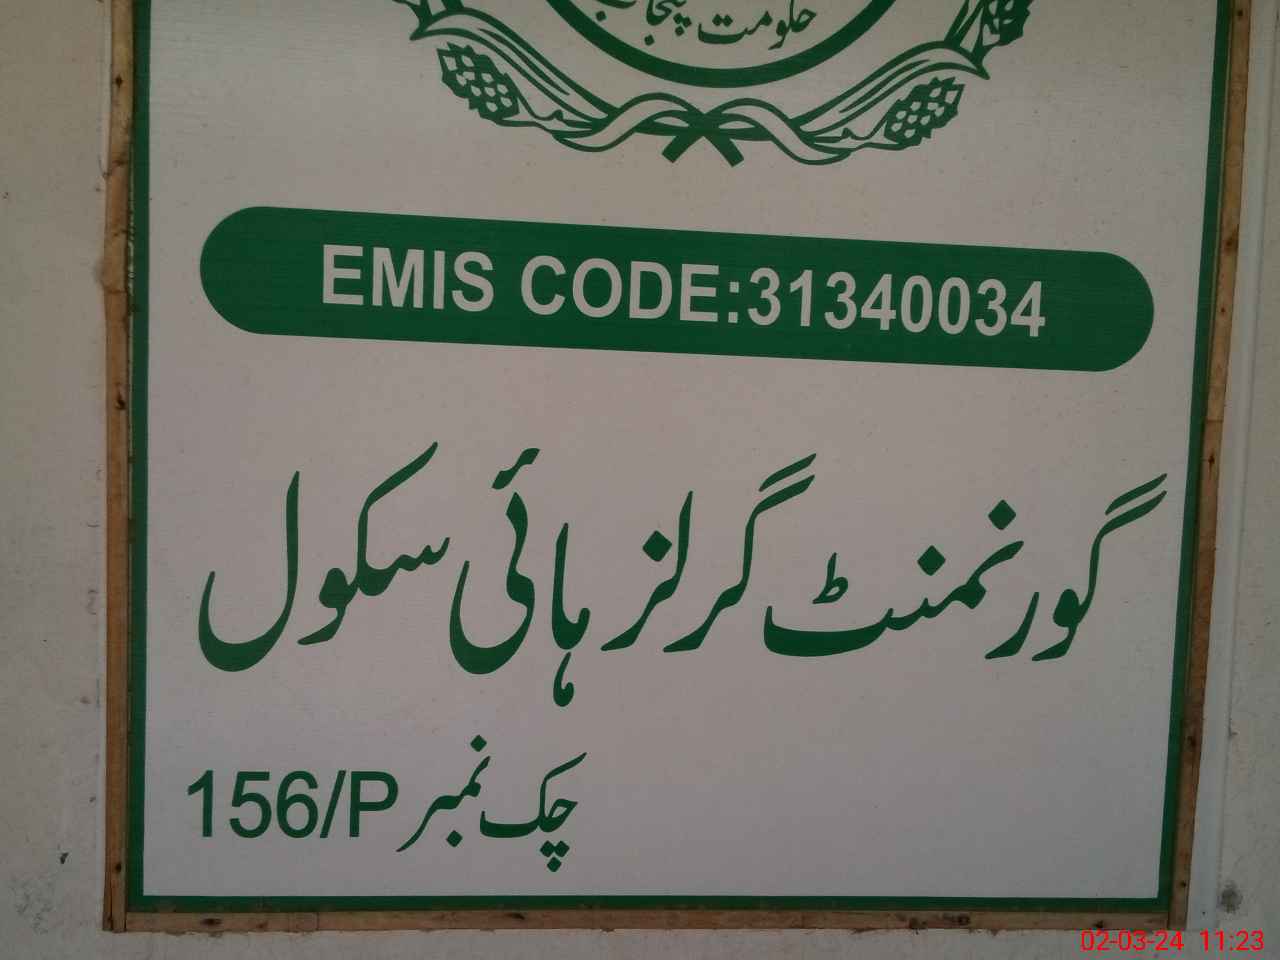 حکومت پنجاب
EMIS CODE:31340034
گورنمنٹ گرلز ہائی سکول
چک نمبر 156/P
02-03-24 11:23